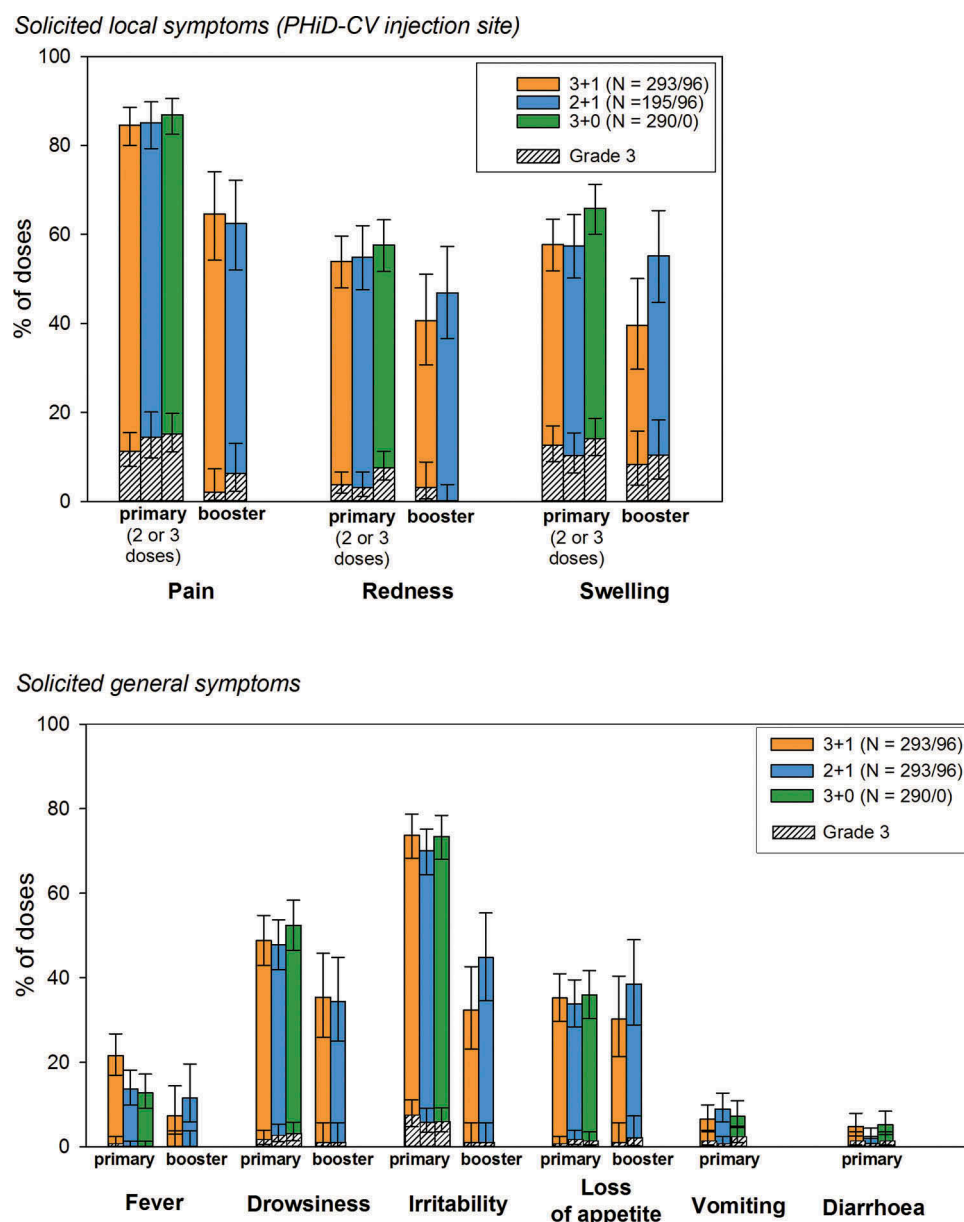 Solicited local symptoms (PHiD-CV injection site)
100
80
60
40
20
0
% of doses
3+1 (N = 293/96)
2+1 (N =195/96)
3+0 (N = 290/0)
Grade 3
primary booster primary booster primary booster
(2 or 3 (2 or 3 (2 or 3
doses) doses) doses)
Pain Redness Swelling
Solicited general symptoms
100
80
60
40
20
0
% of doses
3+1 (N = 293/96)
2+1 (N = 293/96)
3+0 (N = 290/0)
Grade 3
primary booster primary booster primary booster primary booster primary primary
Fever Drowsiness Irritability Loss of appetite Vomiting Diarrhoea